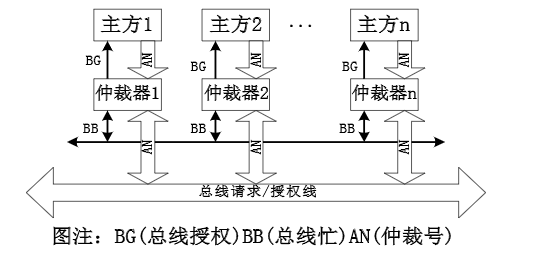 主方1 主方2 ··· 主方n
BG AN BG AN BG AN
仲裁器1 仲裁器2 仲裁器n
BB AN BB AN BB AN
总线请求/授权线
图注：BG(总线授权)BB(总线忙)AN(仲裁号)